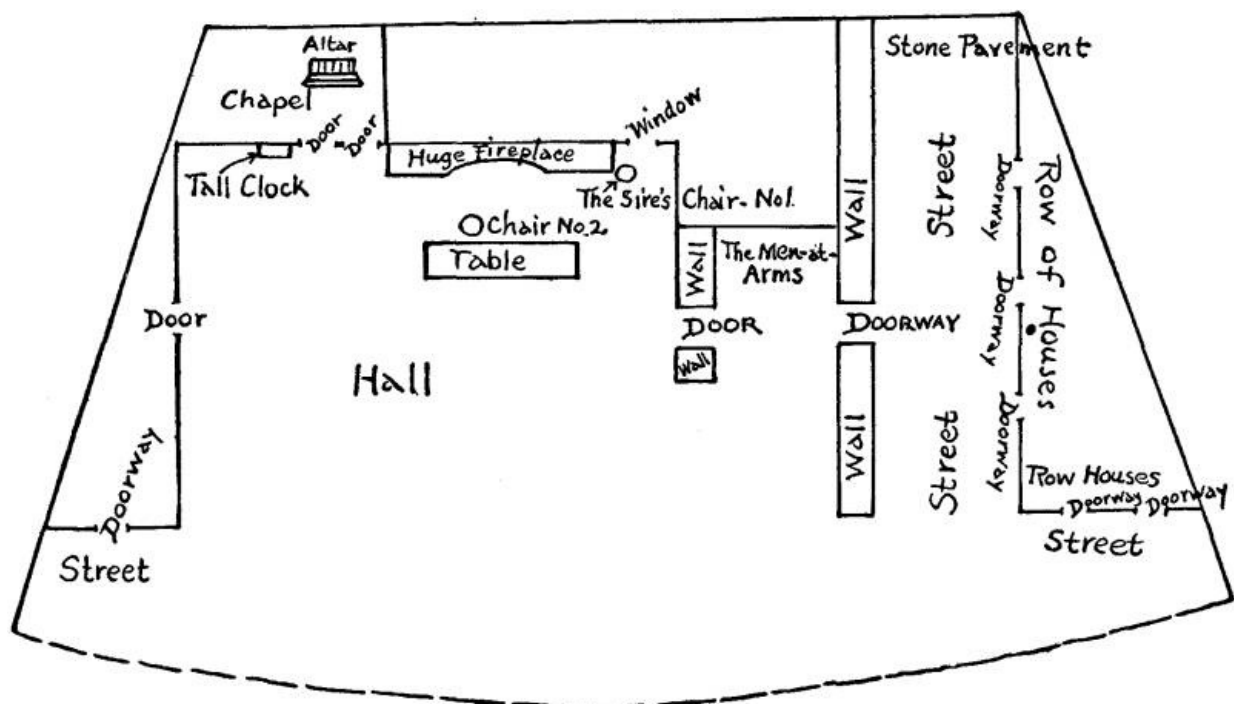 Altar
Stone Pavement
Chapel
Door
Door
Window
Huge Fireplace
Tall Clock
The Sire's Chair-No1.
Chair No.2
Table
Wall
The Men-at-
Arms
Wall
Street
Doorway
Row of Houses
Doorway
Door
DOOR
DOORWAY
Wall
Hall
Wall
Street
Doorway
Doorway
Row Houses
Doorway
Doorway
Street
Street